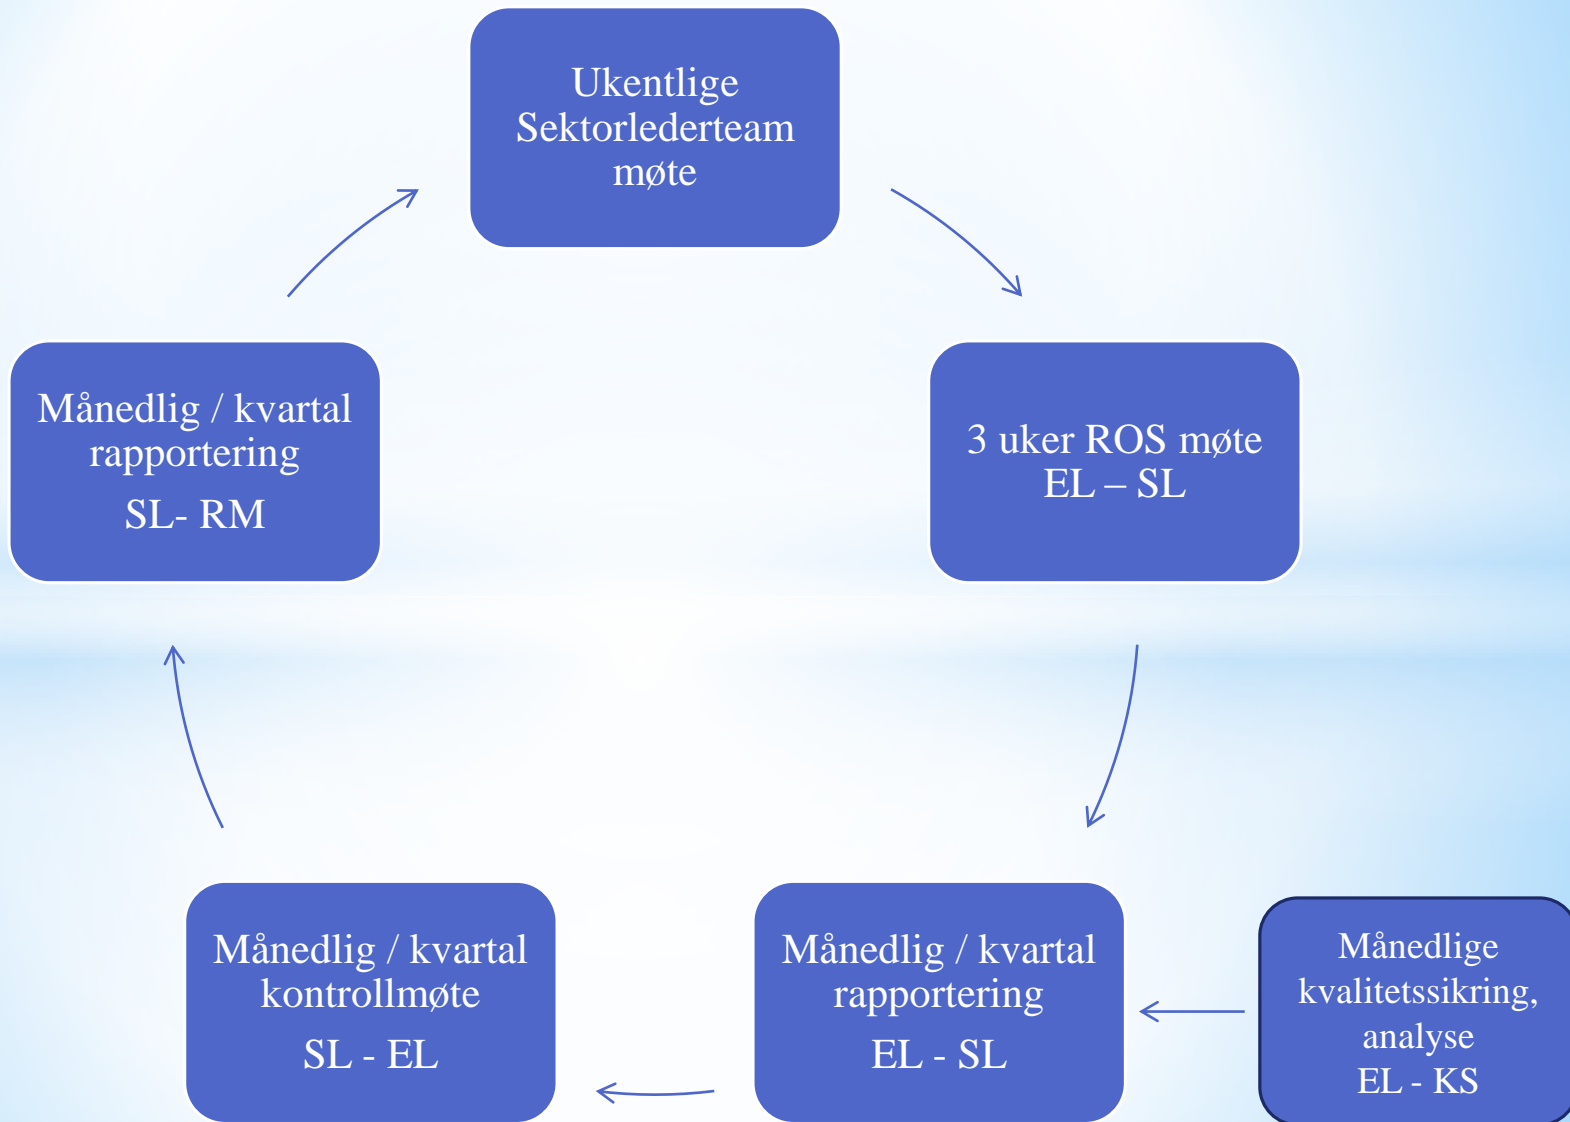 Ukentlige
Sektorlederteam
møte
3 uker ROS møte
EL – SL
Månedlig / kvartal
rapportering
EL - SL
Månedlige
kvalitetssikring,
analyse
EL - KS
Månedlig / kvartal
kontrollmøte
SL - EL
Månedlig / kvartal
rapportering
SL- RM